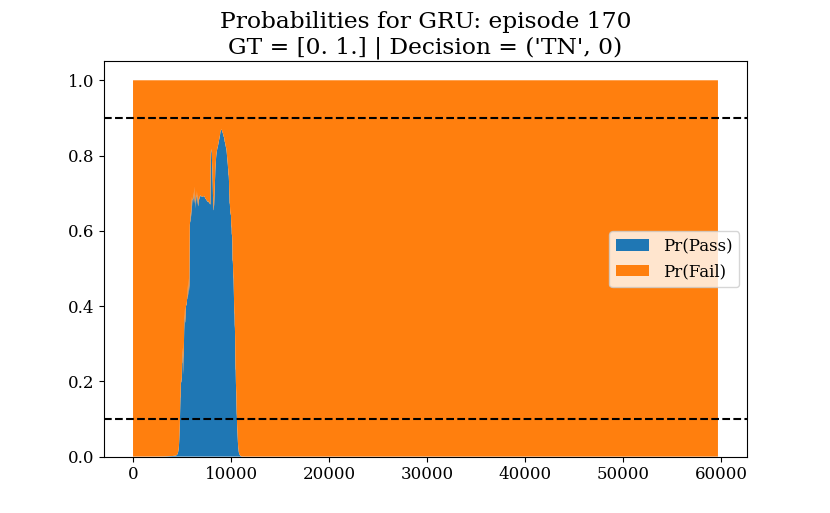 Probabilities for GRU: episode 170
GT = [0. 1.] | Decision = ('TN', 0)
1.0
0.8
0.6
0.4
0.2
0.0
Pr(Pass)
Pr(Fail)
0 10000 20000 30000 40000 50000 60000